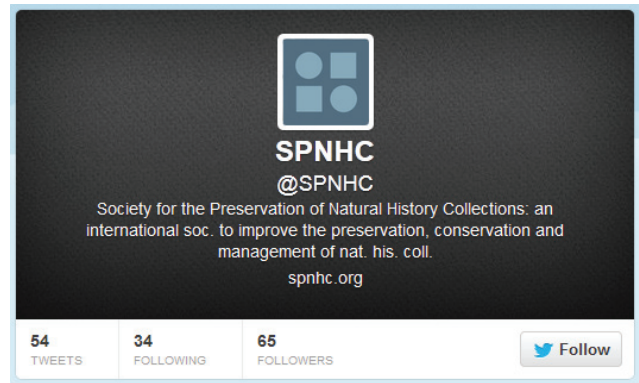 SPNHC
@SPNHC
Society for the Preservation of Natural History Collections: an
international soc. to improve the preservation, conservation and
management of nat. his. coll.
spnhc.org
54 34 65
TWEETS FOLLOWING FOLLOWERS Follow